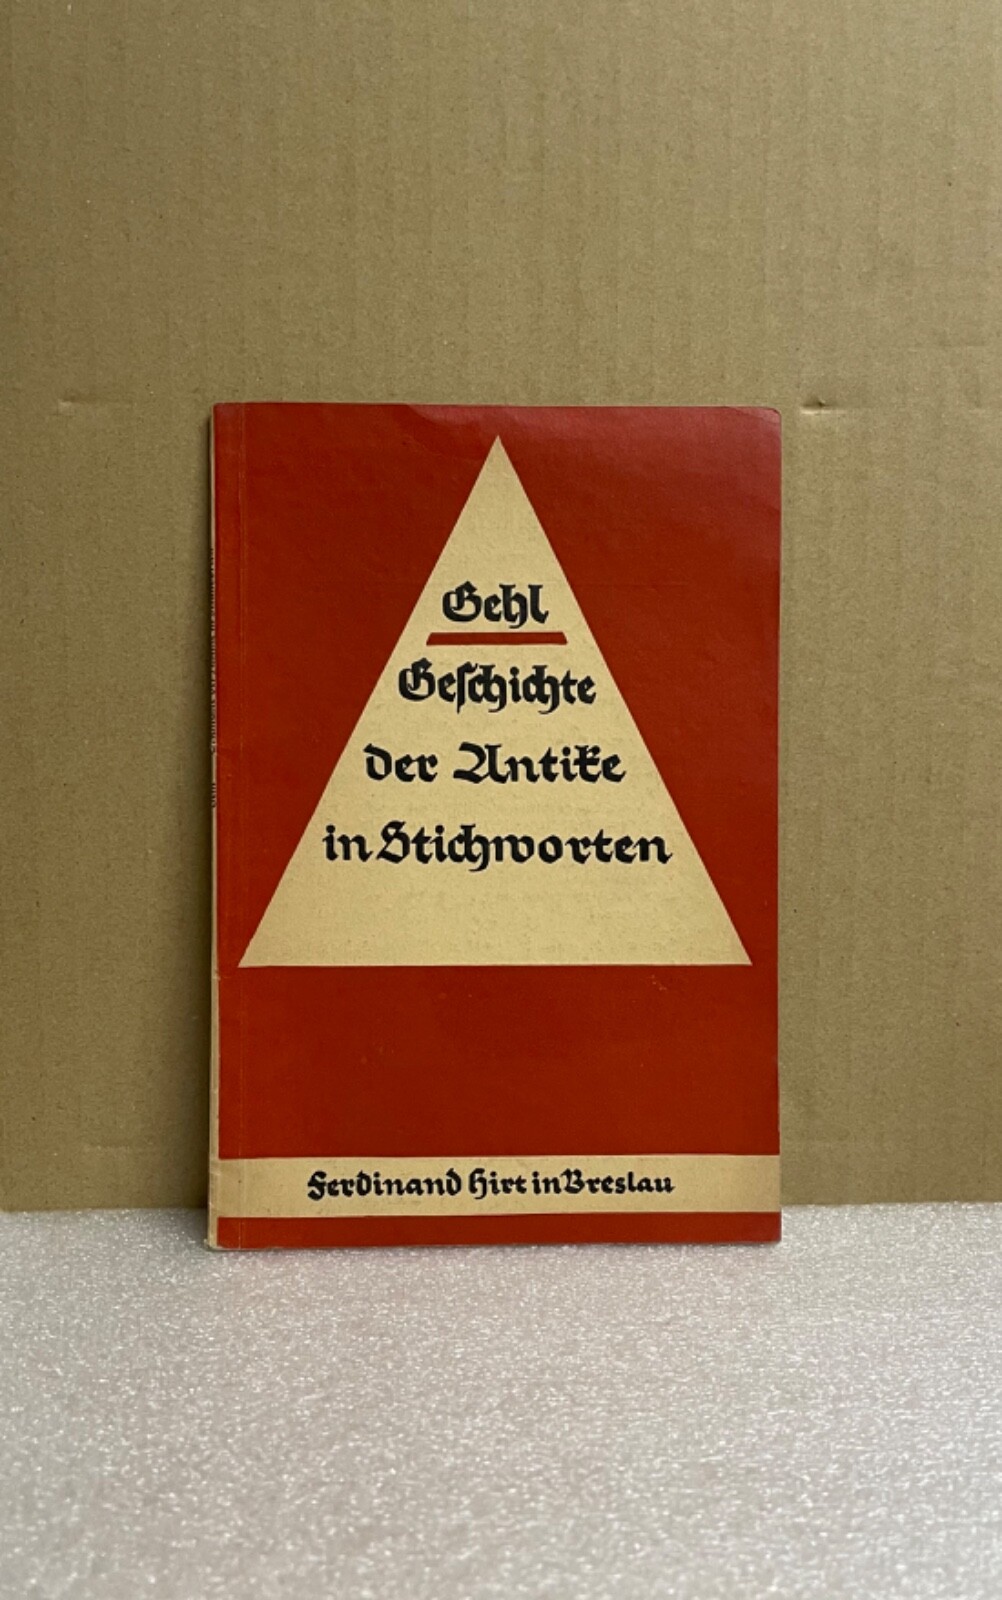 Gehl
Geſchichte
der Antike
in Stichworten
Ferdinand Hirt in Breslau